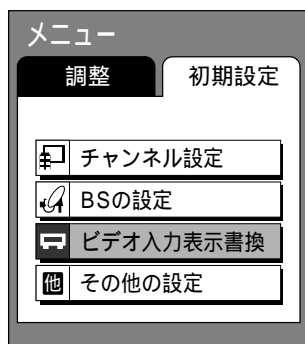 メニュー
調整 初期設定
チャンネル設定
BSの設定
ビデオ入力表示書換
他 その他の設定